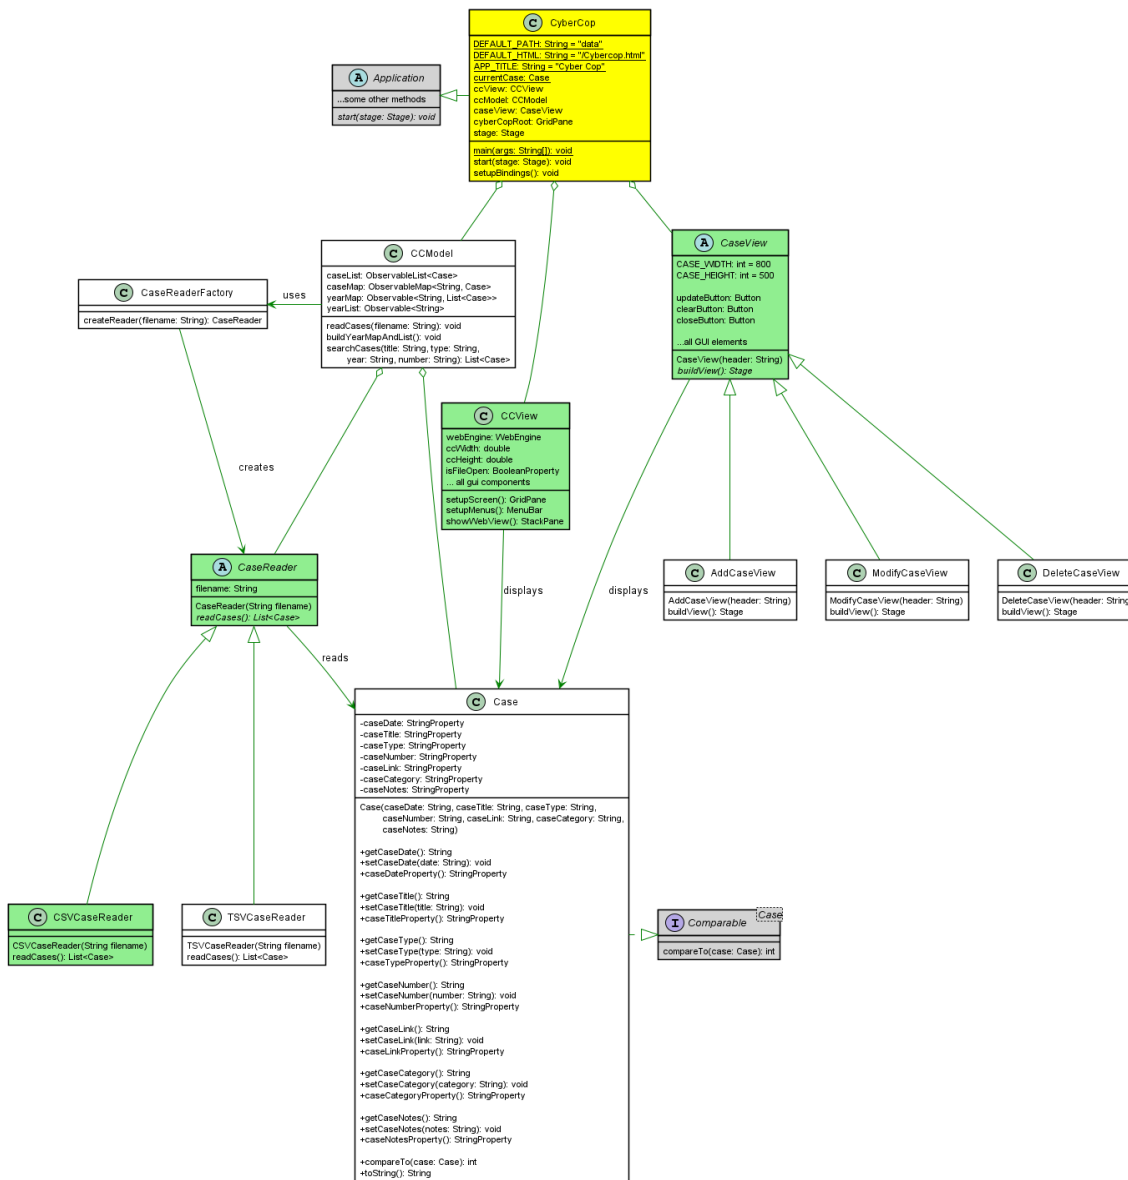 C CyberCop
DEFAULT_PATH: String = "data"
DEFAULT_HTML: String = "/Cybercop.html"
APP_TITLE: String = "Cyber Cop"
currentCase: Case
ccView: CCView
ccModel: CCModel
caseView: CaseView
cyberCopRoot: GridPane
stage: Stage
main(args: String[]): void
start(stage: Stage): void
setupBindings(): void
A Application
...some other methods
start(stage: Stage): void
C CCModel
caseList: ObservableList<Case>
caseMap: ObservableMap<String, Case>
yearMap: Observable<String, List<Case>>
yearList: Observable<String>
readCases(filename: String): void
buildYearMapAndList(): void
searchCases(title: String, type: String,
year: String, number: String): List<Case>
A CaseView
CASE_WIDTH: int = 800
CASE_HEIGHT: int = 500
updateButton: Button
clearButton: Button
closeButton: Button
...all GUI elements
CaseView(header: String)
buildView(): Stage
C CaseReaderFactory
createReader(filename: String): CaseReader
uses
C CCView
webEngine: WebEngine
ccWidth: double
ccHeight: double
isFileOpen: BooleanProperty
... all gui components
setupScreen(): GridPane
setupMenus(): MenuBar
showWebView(): StackPane
creates
A CaseReader
filename: String
CaseReader(String filename)
readCases(): List<Case>
displays
displays
C AddCaseView
AddCaseView(header: String)
buildView(): Stage
C ModifyCaseView
ModifyCaseView(header: String)
buildView(): Stage
C DeleteCaseView
DeleteCaseView(header: String)
buildView(): Stage
reads
C Case
-caseDate: StringProperty
-caseTitle: StringProperty
-caseType: StringProperty
-caseNumber: StringProperty
-caseLink: StringProperty
-caseCategory: StringProperty
-caseNotes: StringProperty
Case(caseDate: String, caseTitle: String, caseType: String,
caseNumber: String, caseLink: String, caseCategory: String,
caseNotes: String)
+getCaseDate(): String
+setCaseDate(date: String): void
+caseDateProperty(): StringProperty
+getCaseTitle(): String
+setCaseTitle(title: String): void
+caseTitleProperty(): StringProperty
+getCaseType(): String
+setCaseType(type: String): void
+caseTypeProperty(): StringProperty
+getCaseNumber(): String
+setCaseNumber(number: String): void
+caseNumberProperty(): StringProperty
+getCaseLink(): String
+setCaseLink(link: String): void
+caseLinkProperty(): StringProperty
+getCaseCategory(): String
+setCaseCategory(category: String): void
+caseCategoryProperty(): StringProperty
+getCaseNotes(): String
+setCaseNotes(notes: String): void
+caseNotesProperty(): StringProperty
+compareTo(case: Case): int
+toString(): String
C CSVCaseReader
CSVCaseReader(String filename)
readCases(): List<Case>
C TSVCaseReader
TSVCaseReader(String filename)
readCases(): List<Case>
I Comparable Case
compareTo(case: Case): int